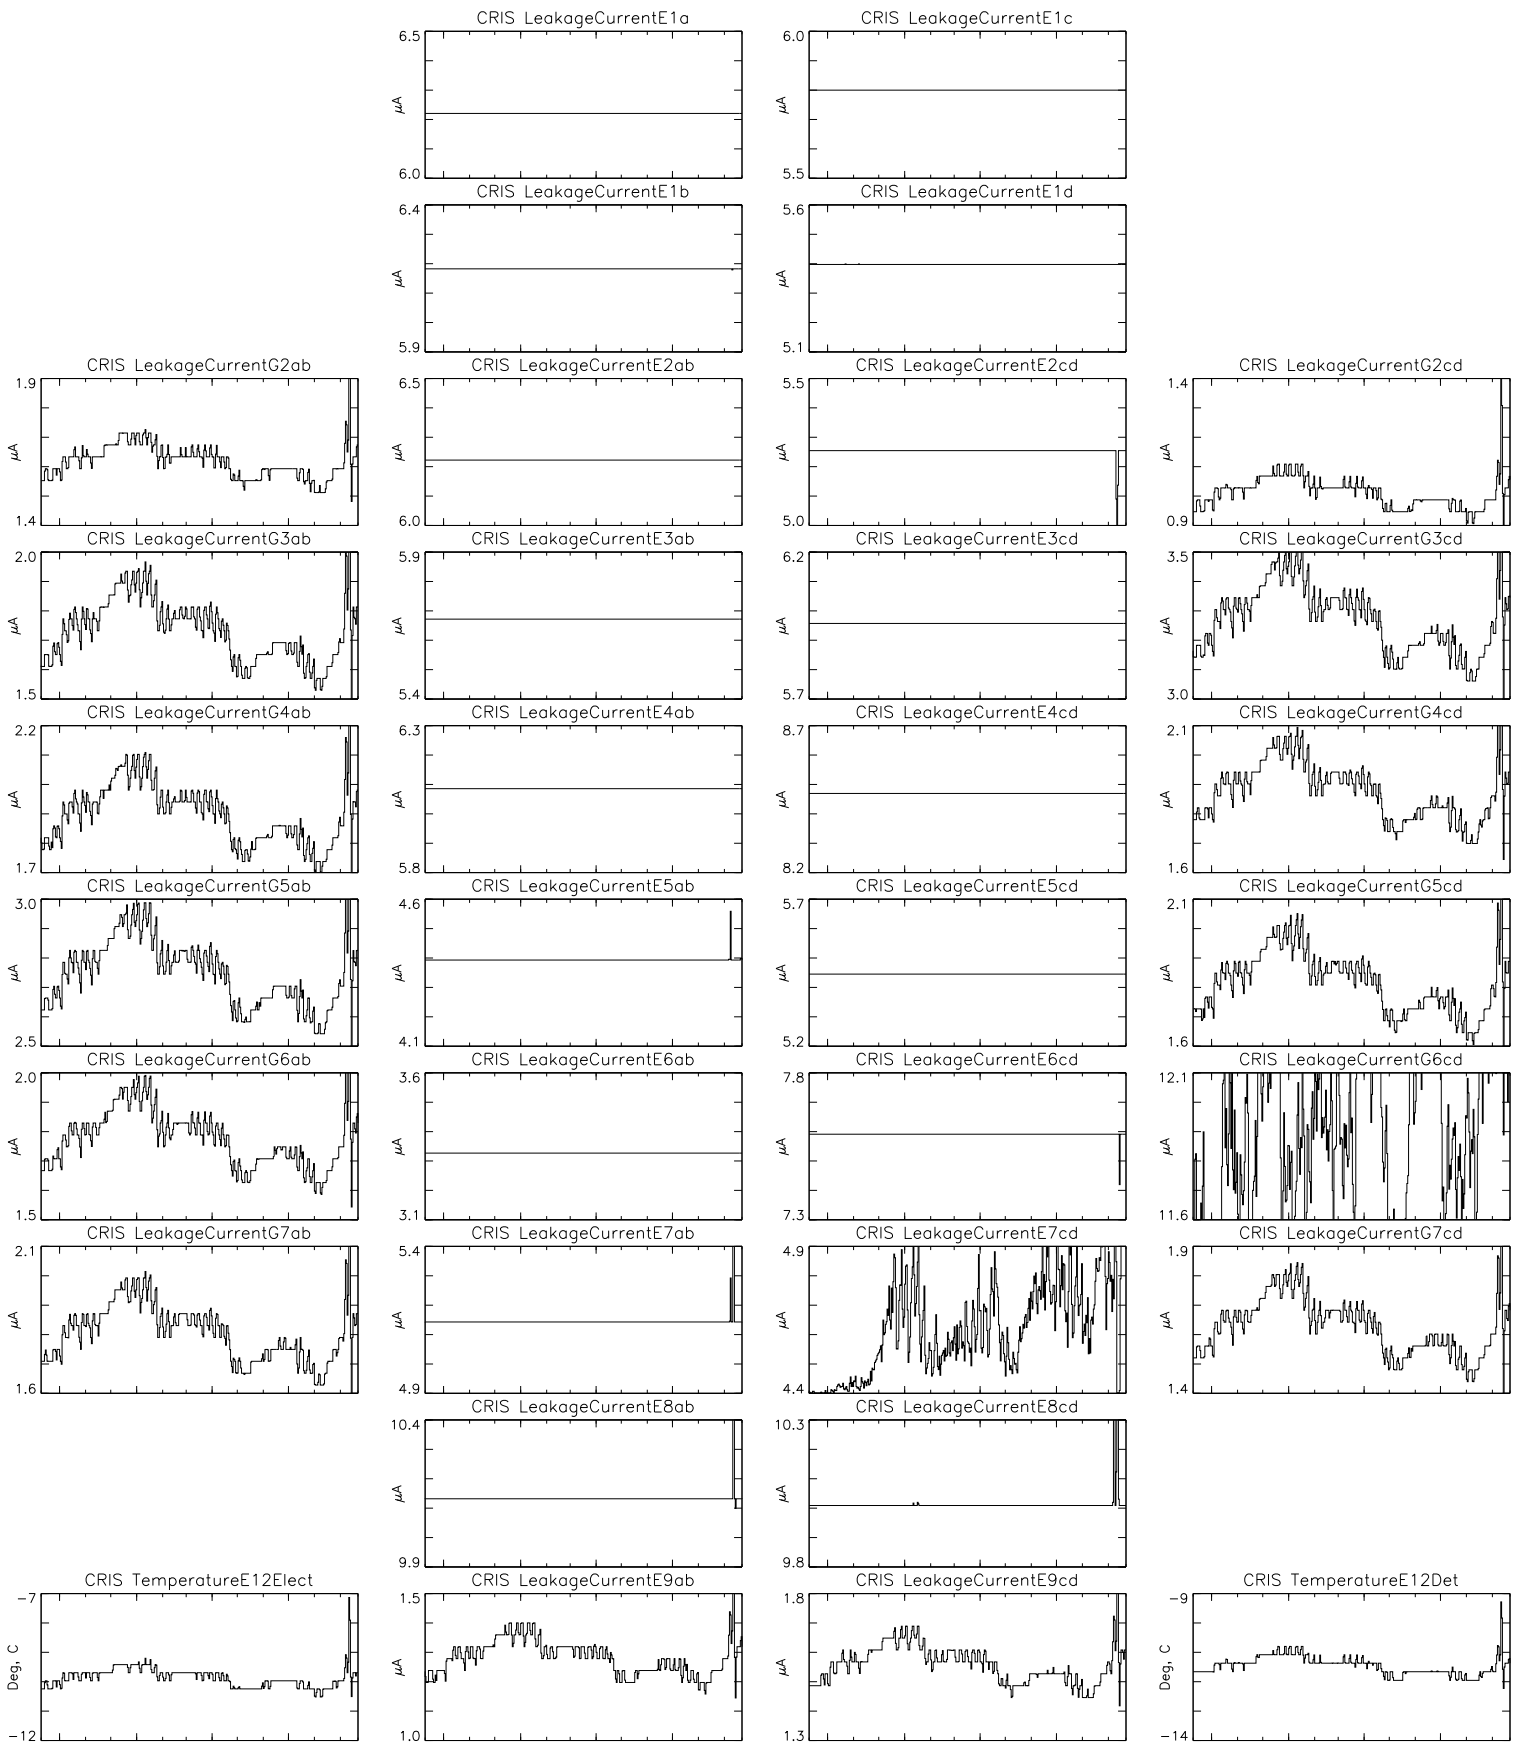 CRIS LeakageCurrentE1a CRIS LeakageCurrentE1c
6.5 6.0
μA μA
6.0 5.5
CRIS LeakageCurrentE1b CRIS LeakageCurrentE1d
6.4 5.6
μA μA
5.9 5.1
CRIS LeakageCurrentG2ab CRIS LeakageCurrentE2ab CRIS LeakageCurrentE2cd CRIS LeakageCurrentG2cd
1.9 6.5 5.5 1.4
μA μA μA μA
1.4 6.0 5.0 0.9
CRIS LeakageCurrentG3ab CRIS LeakageCurrentE3ab CRIS LeakageCurrentE3cd CRIS LeakageCurrentG3cd
2.0 5.9 6.2 3.5
μA μA μA μA
1.5 5.4 5.7 3.0
CRIS LeakageCurrentG4ab CRIS LeakageCurrentE4ab CRIS LeakageCurrentE4cd CRIS LeakageCurrentG4cd
2.2 6.3 8.7 2.1
μA μA μA μA
1.7 5.8 8.2 1.6
CRIS LeakageCurrentG5ab CRIS LeakageCurrentE5ab CRIS LeakageCurrentE5cd CRIS LeakageCurrentG5cd
3.0 4.6 5.7 2.1
μA μA μA μA
2.5 4.1 5.2 1.6
CRIS LeakageCurrentG6ab CRIS LeakageCurrentE6ab CRIS LeakageCurrentE6cd CRIS LeakageCurrentG6cd
2.0 3.6 7.8 12.1
μA μA μA μA
1.5 3.1 7.3 11.6
CRIS LeakageCurrentG7ab CRIS LeakageCurrentE7ab CRIS LeakageCurrentE7cd CRIS LeakageCurrentG7cd
2.1 5.4 4.9 1.9
μA μA μA μA
1.6 4.9 4.4 1.4
CRIS LeakageCurrentE8ab CRIS LeakageCurrentE8cd
10.4 10.3
μA μA
9.9 9.8
CRIS TemperatureE12Elect CRIS LeakageCurrentE9ab CRIS LeakageCurrentE9cd CRIS TemperatureE12Det
-7 1.5 1.8 -9
Deg, C μA μA Deg, C
-12 1.0 1.3 -14